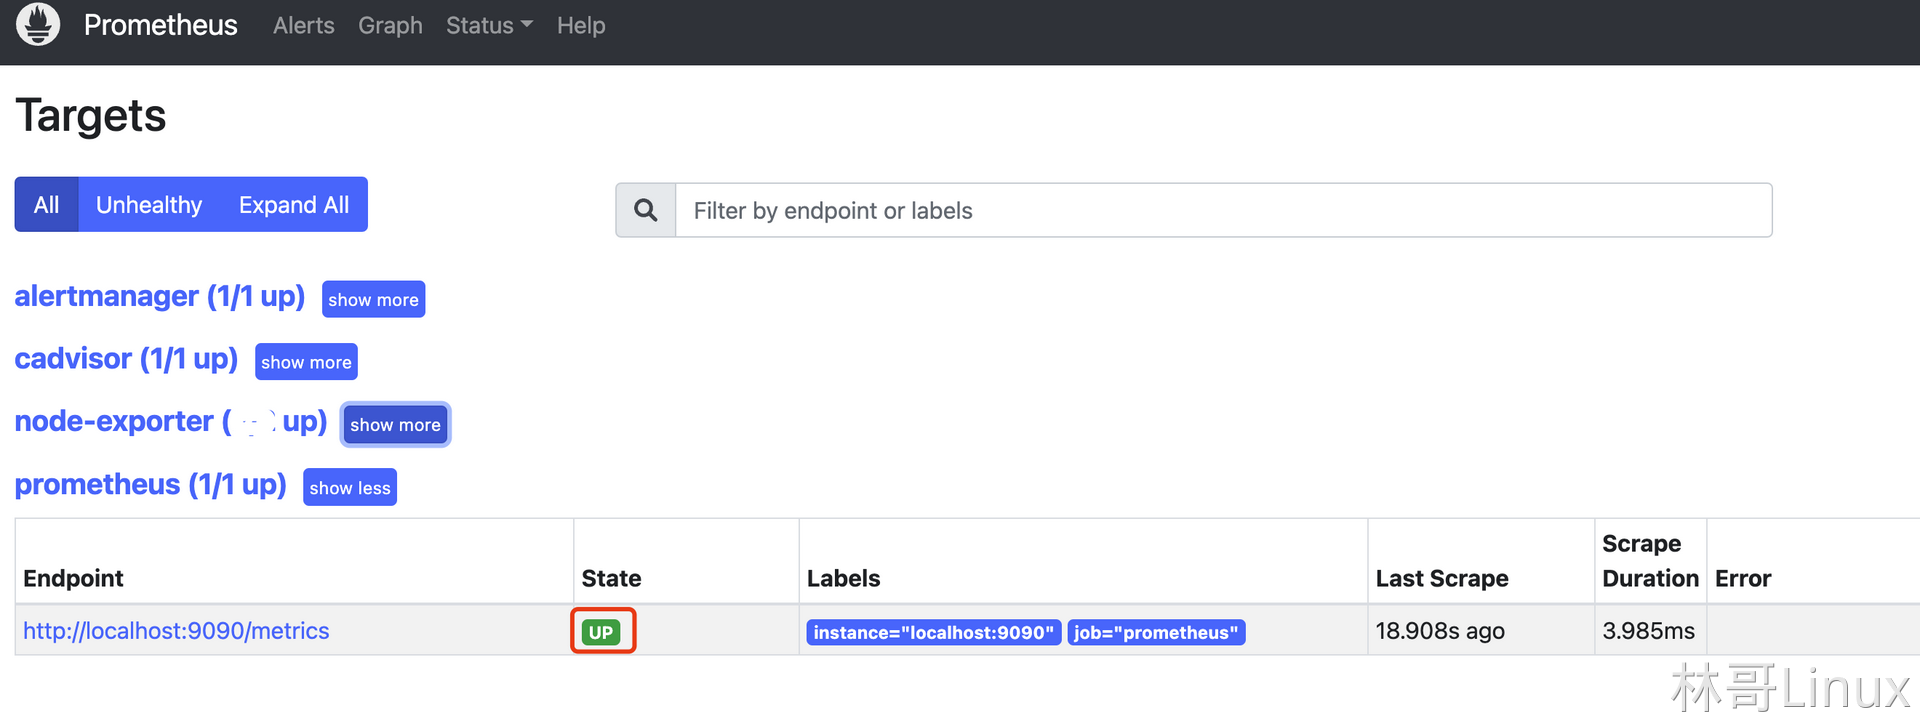 Prometheus Alerts Graph Status Help
Targets
All Unhealthy Expand All
Filter by endpoint or labels
alertmanager (1/1 up) show more
cadvisor (1/1 up) show more
node-exporter ( up) show more
prometheus (1/1 up) show less
Endpoint State Labels Last Scrape Scrape Duration Error
http://localhost:9090/metrics UP instance="localhost:9090" job="prometheus" 18.908s ago 3.985ms
林哥Linux